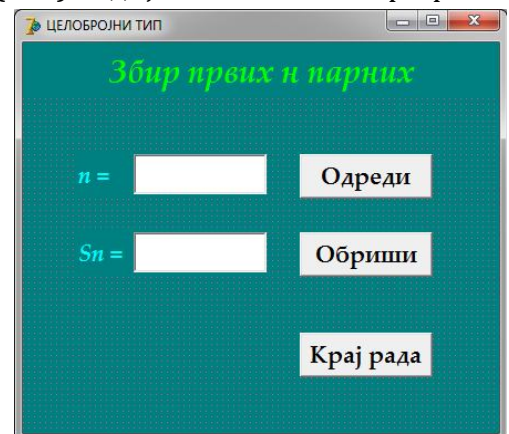 ЦЕЛОБРОЈНИ ТИП
Збир првих н парних
n =
Одреди
Sn =
Обриши
Крај рада